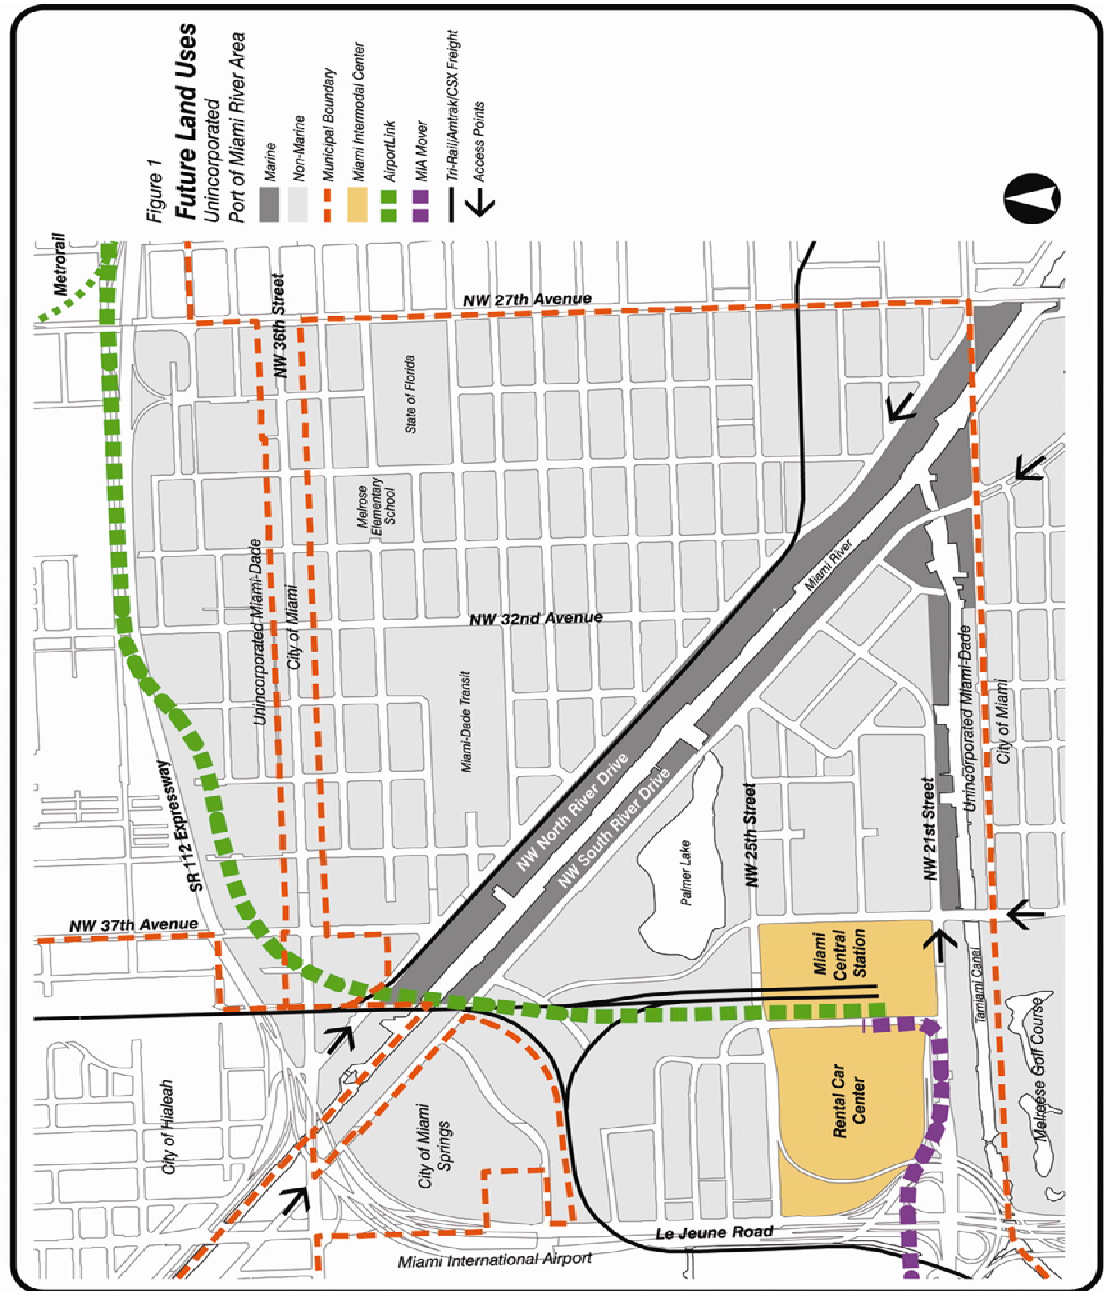 Figure 1
Future Land Uses
Unincorporated
Port of Miami River Area
Marine
Non-Marine
Municipal Boundary
Miami Intermodal Center
AirportLink
MIA Mover
Tri-Rail/Amtrak/CSX Freight
Access Points
Metrorail
NW 36th Street
NW 27th Avenue
State of Florida
Melrose
Elementary
School
Unincorporated Miami-Dade
City of Miami
NW 32nd Avenue
Miami River
Miami-Dade Transit
Unincorporated Miami-Dade
City of Miami
SR 112 Expressway
NW North River Drive
NW South River Drive
Palmer Lake
NW 25th Street
NW 21st Street
NW 37th Avenue
Miami
Central
Station
Tamiami Canal
Melreese Golf Course
City of Hialeah
City of Miami
Springs
Rental Car
Center
Le Jeune Road
Miami International Airport